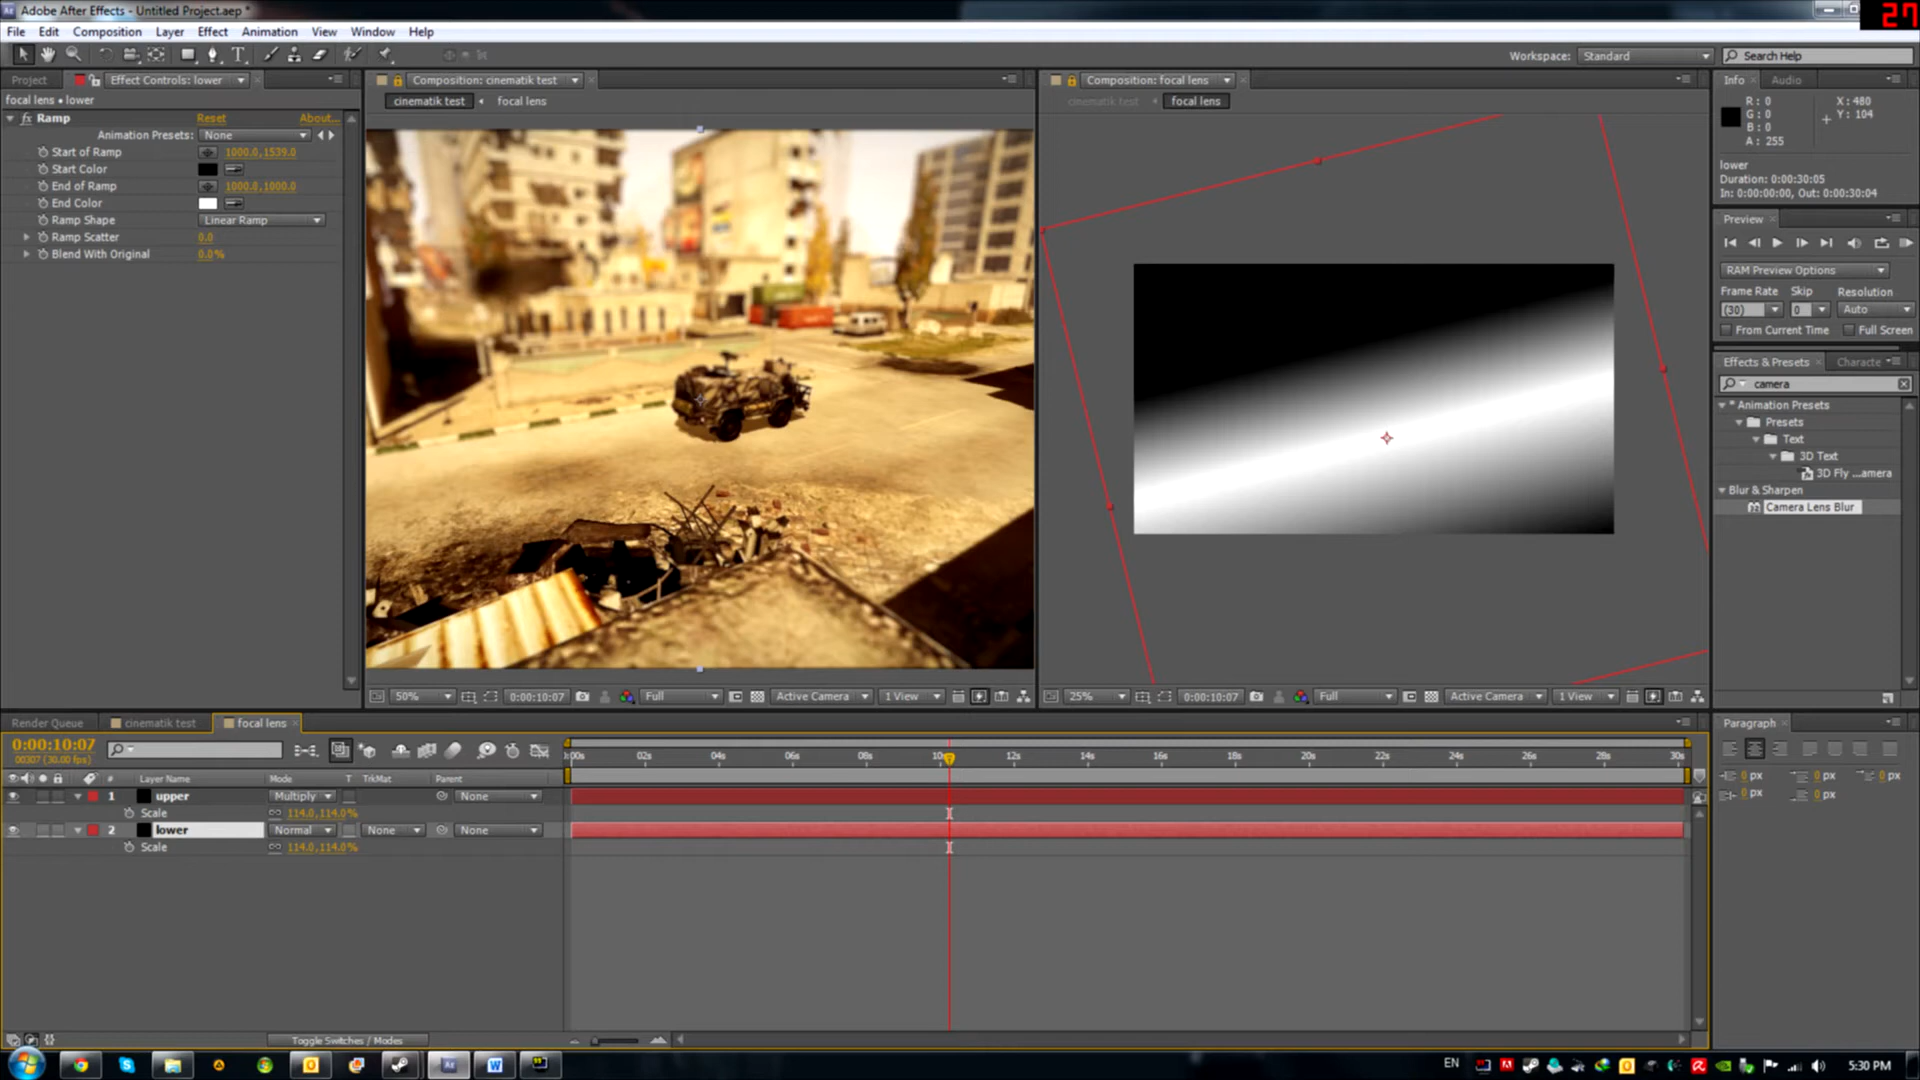 Adobe After Effects - Untitled Project.aep *
27
File Edit Composition Layer Effect Animation View Window Help
Workspace: Standard Search Help
Project Effect Controls: lower
focal lens • lower
fx Ramp Reset About...
Animation Presets: None
Start of Ramp 1000.0,1539.0
Start Color
End of Ramp 1000.0,1000.0
End Color
Ramp Shape Linear Ramp
Ramp Scatter 0.0
Blend With Original 0.0%
Composition: cinematik test
cinematik test focal lens
50% 0:00:10:07 Full Active Camera 1 View
Composition: focal lens
cinematik test focal lens
25% 0:00:10:07 Full Active Camera 1 View
Info Audio
R: 0 X: 480
G: 0 Y: 104
B: 0
A: 255
lower
Duration: 0:00:30:05
In: 0:00:00:00, Out: 0:00:30:04
Preview
RAM Preview Options
Frame Rate Skip Resolution
(30) 0 Auto
From Current Time Full Screen
Effects & Presets Characte
camera
* Animation Presets
Presets
Text
3D Text
3D Fly ...amera
Blur & Sharpen
Camera Lens Blur
Render Queue cinematik test focal lens
0:00:10:07
00307 (30.00 fps)
# Layer Name Mode T TrkMat Parent
1 upper Multiply None
Scale 114.0,114.0%
2 lower Normal None None
Scale 114.0,114.0%
02s 04s 06s 08s 12s 14s 16s 18s 20s 22s 24s 26s 28s 30s
Toggle Switches / Modes
Paragraph
0 px 0 px 0 px
0 px 0 px
EN 5:30 PM